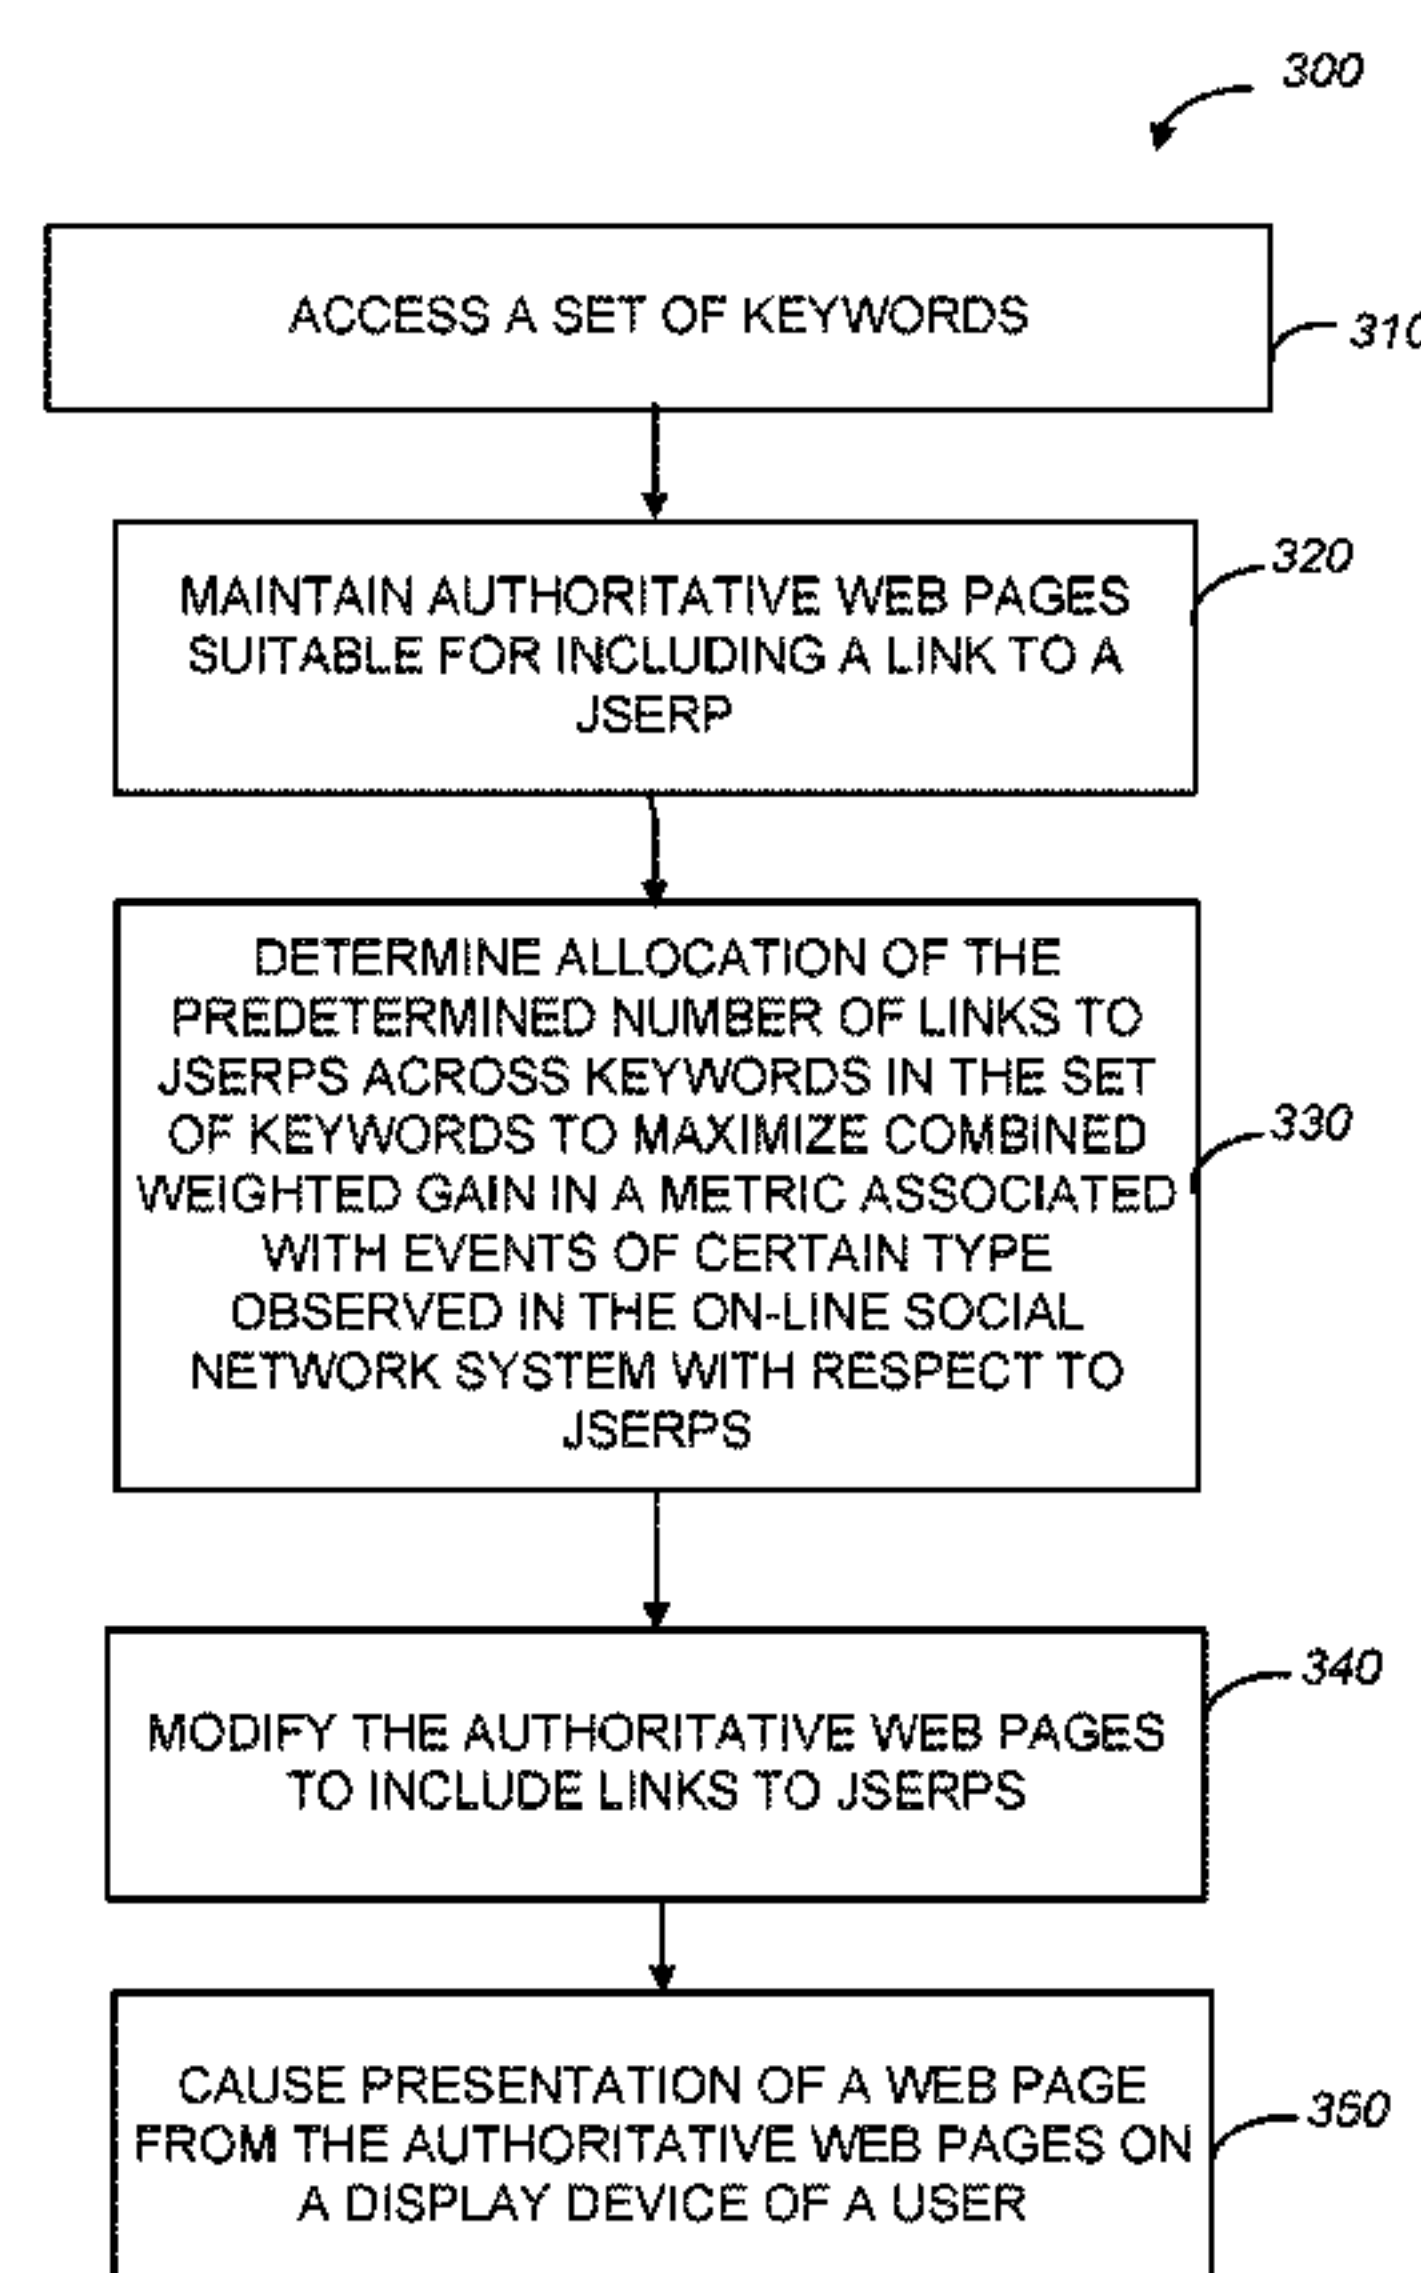 300
ACCESS A SET OF KEYWORDS
310
MAINTAIN AUTHORITATIVE WEB PAGES
SUITABLE FOR INCLUDING A LINK TO A
JSERP
320
DETERMINE ALLOCATION OF THE
PREDETERMINED NUMBER OF LINKS TO
JSERPS ACROSS KEYWORDS IN THE SET
OF KEYWORDS TO MAXIMIZE COMBINED
WEIGHTED GAIN IN A METRIC ASSOCIATED
WITH EVENTS OF CERTAIN TYPE
OBSERVED IN THE ON-LINE SOCIAL
NETWORK SYSTEM WITH RESPECT TO
JSERPS
330
MODIFY THE AUTHORITATIVE WEB PAGES
TO INCLUDE LINKS TO JSERPS
340
CAUSE PRESENTATION OF A WEB PAGE
FROM THE AUTHORITATIVE WEB PAGES ON
A DISPLAY DEVICE OF A USER
350